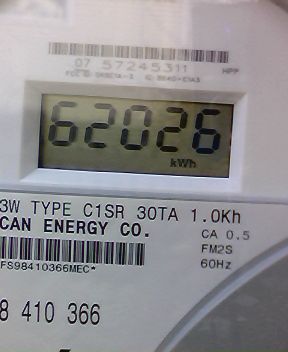 07 57245311
HPP
62026
kWh
3W TYPE C1SR 30TA 1.0Kh
CAN ENERGY CO. CA 0.5
FM2S
FS98410366MEC* 60Hz
8 410 366